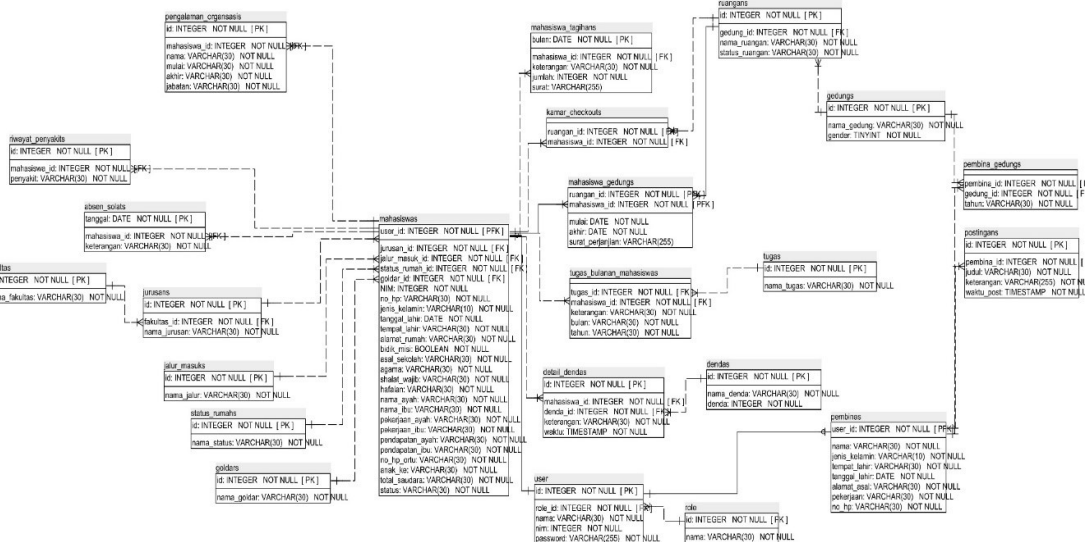 pengalaman_organsasis
id: INTEGER NOT NULL [ PK ]
mahasiswa_id: INTEGER NOT NULL [ FK ]
nama: VARCHAR(30) NOT NULL
mulai: VARCHAR(30) NOT NULL
akhir: VARCHAR(30) NOT NULL
jabatan: VARCHAR(30) NOT NULL
riwayat_penyakits
id: INTEGER NOT NULL [ PK ]
mahasiswa_id: INTEGER NOT NULL [ FK ]
penyakit: VARCHAR(30) NOT NULL
absen_solats
tanggal: DATE NOT NULL [ PK ]
mahasiswa_id: INTEGER NOT NULL [ FK ]
keterangan: VARCHAR(30) NOT NULL
ltas
NTEGER NOT NULL [ PK ]
a_fakultas: VARCHAR(30) NOT NULL
jurusans
id: INTEGER NOT NULL [ PK ]
fakultas_id: INTEGER NOT NULL [ FK ]
nama_jurusan: VARCHAR(30) NOT NULL
jalur_masuks
id: INTEGER NOT NULL [ PK ]
nama_jalur: VARCHAR(30) NOT NULL
status_rumahs
id: INTEGER NOT NULL [ PK ]
nama_status: VARCHAR(30) NOT NULL
goldars
id: INTEGER NOT NULL [ PK ]
nama_goldar: VARCHAR(30) NOT NULL
mahasiswas
user_id: INTEGER NOT NULL [ PFK ]
jurusan_id: INTEGER NOT NULL [ FK ]
jalur_masuk_id: INTEGER NOT NULL [ FK ]
status_rumah_id: INTEGER NOT NULL [ FK ]
goldar_id: INTEGER NOT NULL [ FK ]
NIM: INTEGER NOT NULL
no_hp: VARCHAR(30) NOT NULL
jenis_kelamin: VARCHAR(10) NOT NULL
tanggal_lahir: DATE NOT NULL
tempat_lahir: VARCHAR(30) NOT NULL
alamat_rumah: VARCHAR(30) NOT NULL
bidik_misi: BOOLEAN NOT NULL
asal_sekolah: VARCHAR(30) NOT NULL
agama: VARCHAR(30) NOT NULL
shalat_wajib: VARCHAR(30) NOT NULL
hafalan: VARCHAR(30) NOT NULL
nama_ayah: VARCHAR(30) NOT NULL
nama_ibu: VARCHAR(30) NOT NULL
pekerjaan_ayah: VARCHAR(30) NOT NULL
pekerjaan_ibu: VARCHAR(30) NOT NULL
pendapatan_ayah: VARCHAR(30) NOT NULL
pendapatan_ibu: VARCHAR(30) NOT NULL
no_hp_ortu: VARCHAR(30) NOT NULL
anak_ke: VARCHAR(30) NOT NULL
total_saudara: VARCHAR(30) NOT NULL
status: VARCHAR(30) NOT NULL
mahasiswa_tagihans
bulan: DATE NOT NULL [ PK ]
mahasiswa_id: INTEGER NOT NULL [ FK ]
keterangan: VARCHAR(30) NOT NULL
jumlah: INTEGER NOT NULL
surat: VARCHAR(255)
kamar_checkouts
ruangan_id: INTEGER NOT NULL [ FK ]
mahasiswa_id: INTEGER NOT NULL [ FK ]
mahasiswa_gedungs
ruangan_id: INTEGER NOT NULL [ FK ]
mahasiswa_id: INTEGER NOT NULL [ PFK ]
mulai: DATE NOT NULL
akhir: DATE NOT NULL
surat_perjanjian: VARCHAR(255)
tugas_bulanan_mahasiswas
tugas_id: INTEGER NOT NULL [ FK ]
mahasiswa_id: INTEGER NOT NULL [ FK ]
keterangan: VARCHAR(30) NOT NULL
bulan: VARCHAR(30) NOT NULL
tahun: VARCHAR(30) NOT NULL
detail_dendas
id: INTEGER NOT NULL [ PK ]
mahasiswa_id: INTEGER NOT NULL [ FK ]
denda_id: INTEGER NOT NULL [ FK ]
keterangan: VARCHAR(30) NOT NULL
waktu: TIMESTAMP NOT NULL
user
id: INTEGER NOT NULL [ PK ]
role_id: INTEGER NOT NULL [ FK ]
nama: VARCHAR(30) NOT NULL
nim: INTEGER NOT NULL
password: VARCHAR(255) NOT NULL
role
id: INTEGER NOT NULL [ PK ]
nama: VARCHAR(30) NOT NULL
ruangans
id: INTEGER NOT NULL [ PK ]
gedung_id: INTEGER NOT NULL [ FK ]
nama_ruangan: VARCHAR(30) NOT NULL
status_ruangan: VARCHAR(30) NOT NULL
gedungs
id: INTEGER NOT NULL [ PK ]
nama_gedung: VARCHAR(30) NOT NULL
gender: TINYINT NOT NULL
tugas
id: INTEGER NOT NULL [ PK ]
nama_tugas: VARCHAR(30) NOT NULL
dendas
id: INTEGER NOT NULL [ PK ]
nama_denda: VARCHAR(30) NOT NULL
denda: INTEGER NOT NULL
pembina_gedungs
pembina_id: INTEGER NOT NULL [
gedung_id: INTEGER NOT NULL [ F
tahun: VARCHAR(30) NOT NULL
postingans
pembina_id: INTEGER NOT NULL [
judul: VARCHAR(30) NOT NULL
keterangan: VARCHAR(255) NOT NUL
waktu_post: TIMESTAMP NOT NULL
pembinas
user_id: INTEGER NOT NULL [ PFK ]
nama: VARCHAR(30) NOT NULL
jenis_kelamin: VARCHAR(10) NOT NULL
tempat_lahir: VARCHAR(30) NOT NULL
tanggal_lahir: DATE NOT NULL
alamat_asal: VARCHAR(30) NOT NULL
pekerjaan: VARCHAR(30) NOT NULL
no_hp: VARCHAR(30) NOT NULL